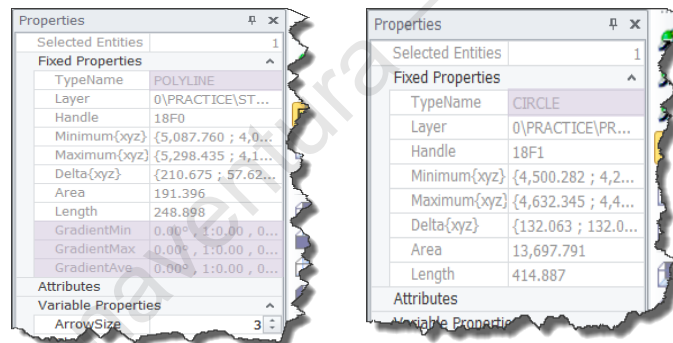 Properties
Selected Entities 1
Fixed Properties
TypeName POLYLINE
Layer 0\PRACTICE\ST...
Handle 18F0
Minimum{xyz} {5,087.760 ; 4,0...
Maximum{xyz} {5,298.435 ; 4,1...
Delta{xyz} {210.675 ; 57.62...
Area 191.396
Length 248.898
GradientMin 0.00° , 1:0.00 , 0...
GradientMax 0.00° , 1:0.00 , 0...
GradientAve 0.00° , 1:0.00 , 0...
Attributes
Variable Properties
ArrowSize 3
Properties
Selected Entities 1
Fixed Properties
TypeName CIRCLE
Layer 0\PRACTICE\PR...
Handle 18F1
Minimum{xyz} {4,500.282 ; 4,2...
Maximum{xyz} {4,632.345 ; 4,4...
Delta{xyz} {132.063 ; 132.0...
Area 13,697.791
Length 414.887
Attributes
Variable Properti